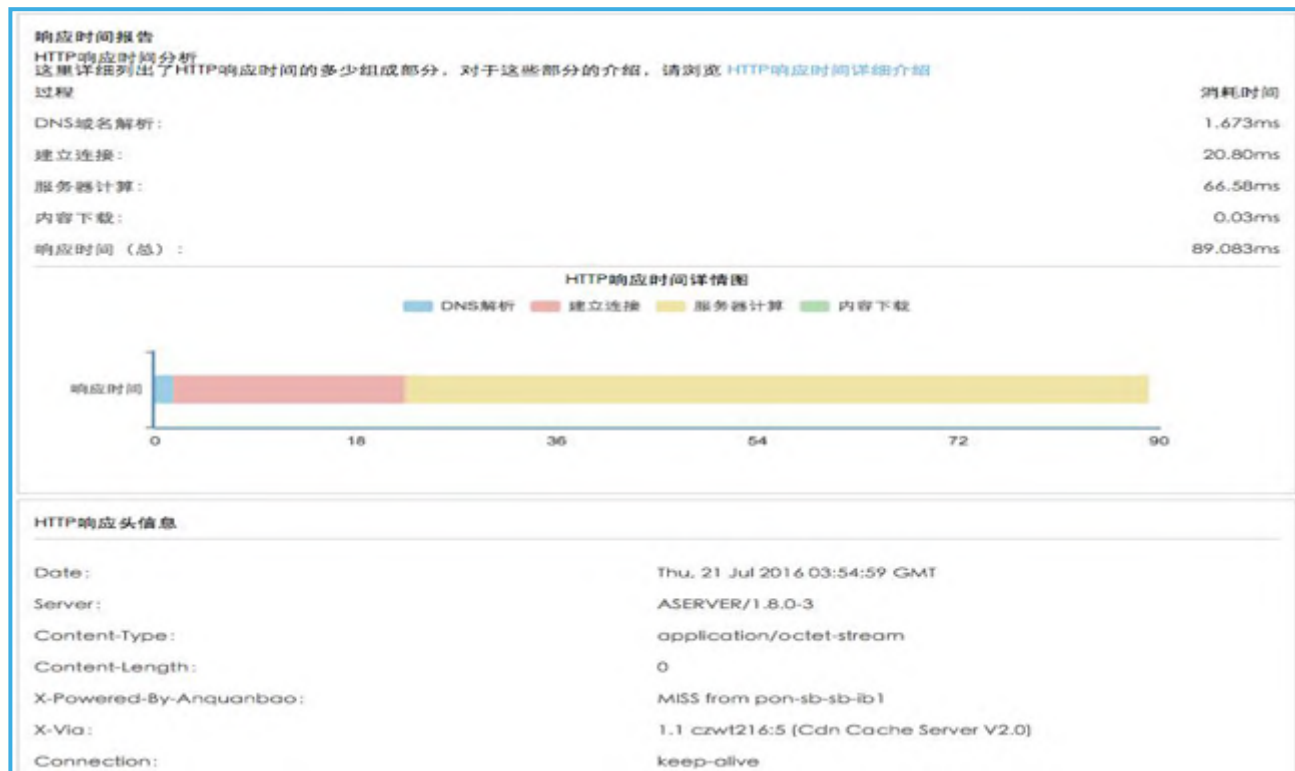 响应时间报告
HTTP响应时间分析
这里详细列出了HTTP响应时间的多少组成部分，对于这些部分的介绍，请浏览 HTTP响应时间详细介绍
过程 消耗时间
DNS域名解析： 1.673ms
建立连接： 20.80ms
服务器计算： 66.58ms
内容下载： 0.03ms
响应时间（总）： 89.083ms
HTTP响应时间详情图
DNS解析 建立连接 服务器计算 内容下载
响应时间
0 18 36 54 72 90
HTTP响应头信息
Date: Thu, 21 Jul 2016 03:54:59 GMT
Server: ASERVER/1.8.0-3
Content-Type: application/octet-stream
Content-Length: 0
X-Powered-By-Anquanbao: MISS from pon-sb-sb-ib1
X-Via: 1.1 czwt216:5 (Cdn Cache Server V2.0)
Connection: keep-alive